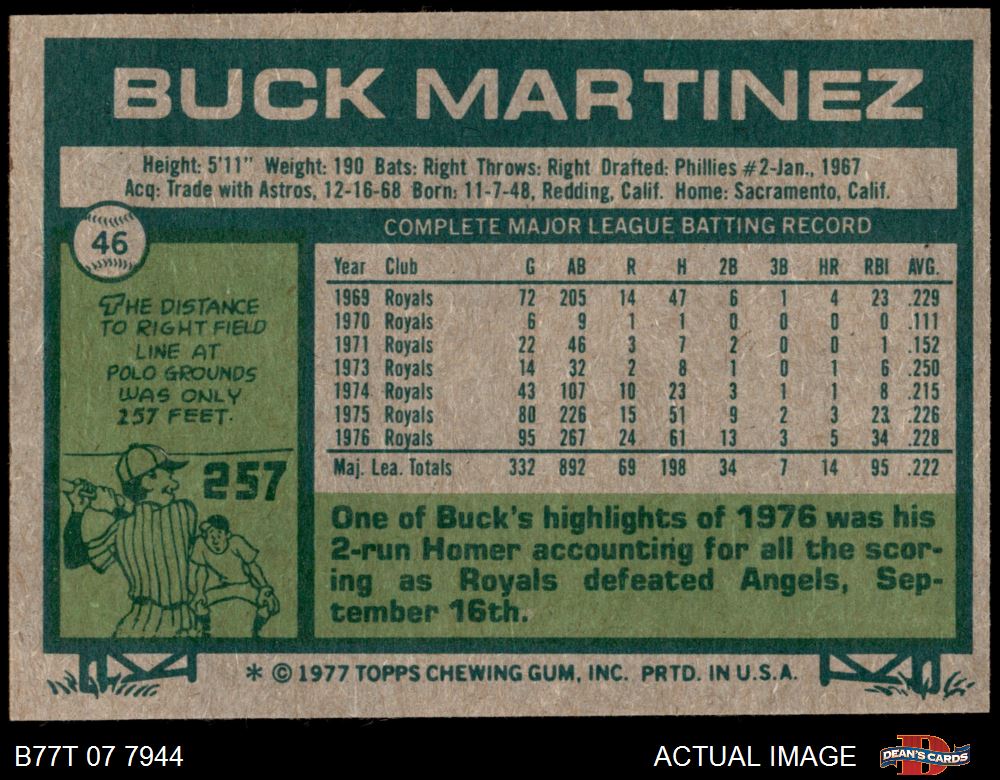 BUCK MARTINEZ
Height: 5'11" Weight: 190 Bats: Right Throws: Right Drafted: Phillies #2-Jan., 1967
Acq: Trade with Astros, 12-16-68 Born: 11-7-48, Redding, Calif. Home: Sacramento, Calif.
46
THE DISTANCE
TO RIGHT FIELD
LINE AT
POLO GROUNDS
WAS ONLY
257 FEET.
257
COMPLETE MAJOR LEAGUE BATTING RECORD
Year Club G AB R H 2B 3B HR RBI AVG.
1969 Royals 72 205 14 47 6 1 4 23 .229
1970 Royals 6 9 1 1 0 0 0 0 .111
1971 Royals 22 46 3 7 2 0 0 1 .152
1973 Royals 14 32 2 8 1 0 1 6 .250
1974 Royals 43 107 10 23 3 1 1 8 .215
1975 Royals 80 226 15 51 9 2 3 23 .226
1976 Royals 95 267 24 61 13 3 5 34 .228
Maj. Lea. Totals 332 892 69 198 34 7 14 95 .222
One of Buck's highlights of 1976 was his
2-run Homer accounting for all the scor-
ing as Royals defeated Angels, Sep-
tember 16th.
* © 1977 TOPPS CHEWING GUM, INC. PRTD. IN U.S.A.
B77T 07 7944
ACTUAL IMAGE
DEAN'S CARDS